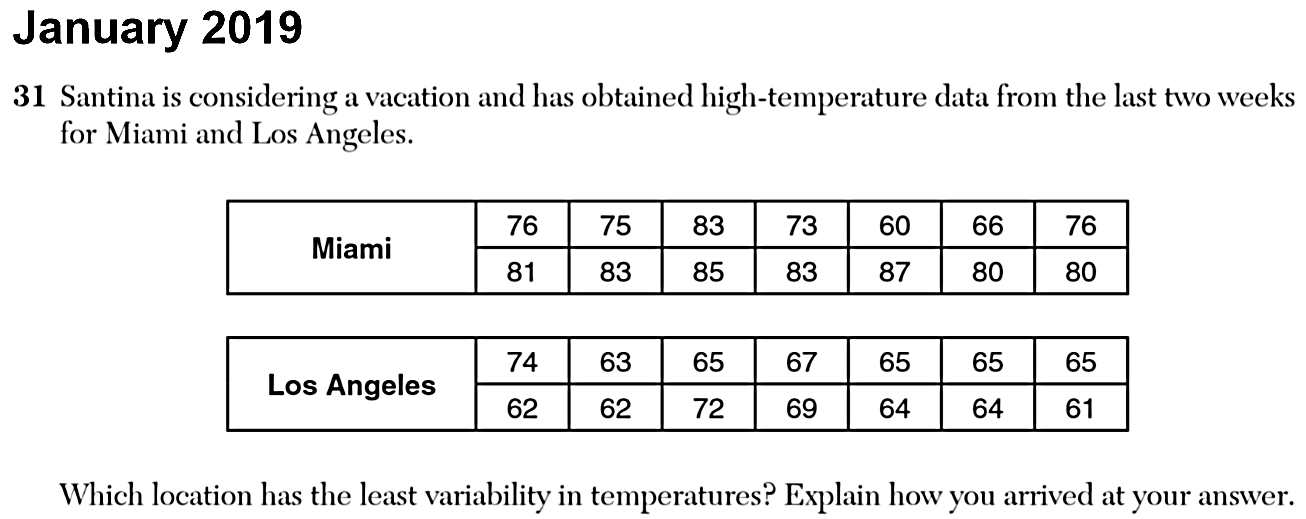 January 2019
31 Santina is considering a vacation and has obtained high-temperature data from the last two weeks
for Miami and Los Angeles.
Miami
76 75 83 73 60 66 76
81 83 85 83 87 80 80
Los Angeles
74 63 65 67 65 65 65
62 62 72 69 64 64 61
Which location has the least variability in temperatures? Explain how you arrived at your answer.